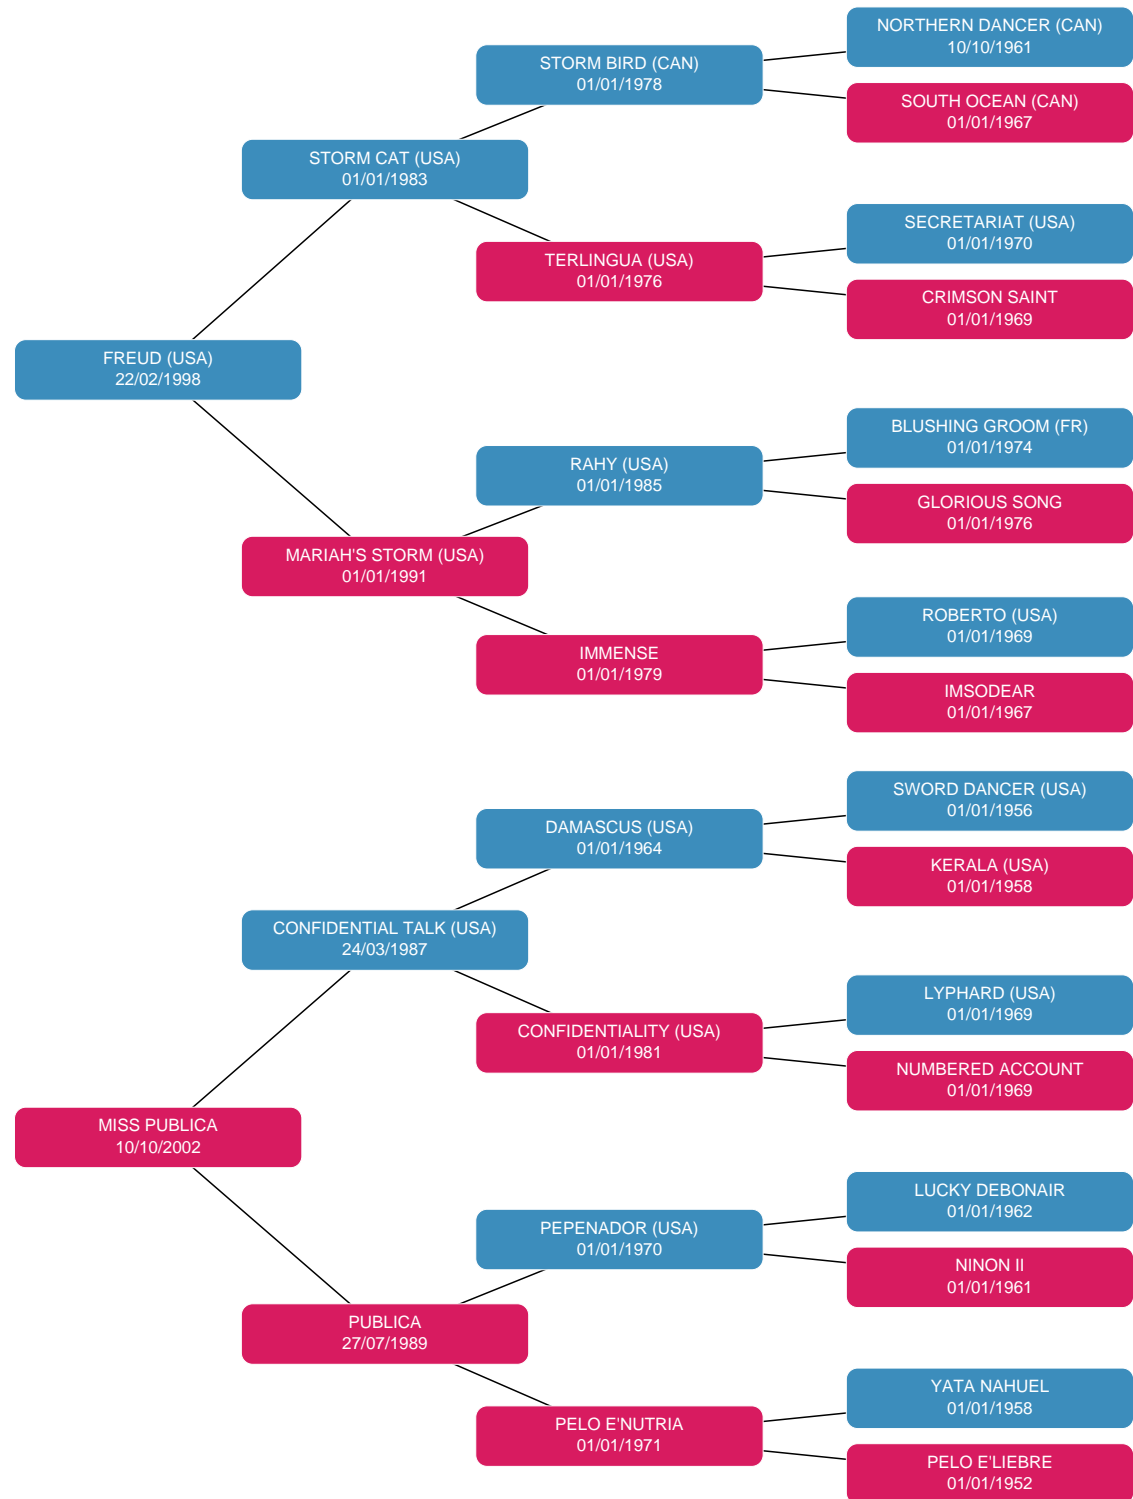 NORTHERN DANCER (CAN)
10/10/1961
STORM BIRD (CAN)
01/01/1978
SOUTH OCEAN (CAN)
01/01/1967
STORM CAT (USA)
01/01/1983
SECRETARIAT (USA)
01/01/1970
TERLINGUA (USA)
01/01/1976
CRIMSON SAINT
01/01/1969
FREUD (USA)
22/02/1998
BLUSHING GROOM (FR)
01/01/1974
RAHY (USA)
01/01/1985
GLORIOUS SONG
01/01/1976
MARIAH'S STORM (USA)
01/01/1991
ROBERTO (USA)
01/01/1969
IMMENSE
01/01/1979
IMSODEAR
01/01/1967
SWORD DANCER (USA)
01/01/1956
DAMASCUS (USA)
01/01/1964
KERALA (USA)
01/01/1958
CONFIDENTIAL TALK (USA)
24/03/1987
LYPHARD (USA)
01/01/1969
CONFIDENTIALITY (USA)
01/01/1981
NUMBERED ACCOUNT
01/01/1969
MISS PUBLICA
10/10/2002
LUCKY DEBONAIR
01/01/1962
PEPENADOR (USA)
01/01/1970
NINON II
01/01/1961
PUBLICA
27/07/1989
YATA NAHUEL
01/01/1958
PELO E'NUTRIA
01/01/1971
PELO E'LIEBRE
01/01/1952